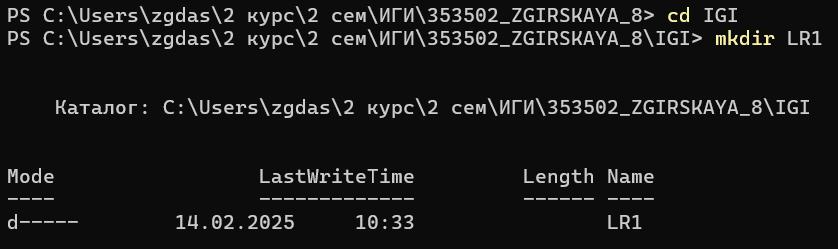 PS C:\Users\zgdas\2 курс\2 сем\ИГИ\353502_ZGIRSKAYA_8> cd IGI
PS C:\Users\zgdas\2 курс\2 сем\ИГИ\353502_ZGIRSKAYA_8\IGI> mkdir LR1
Каталог: C:\Users\zgdas\2 курс\2 сем\ИГИ\353502_ZGIRSKAYA_8\IGI
Mode LastWriteTime Length Name
---- ------------- ------ ----
d----- 14.02.2025 10:33 LR1